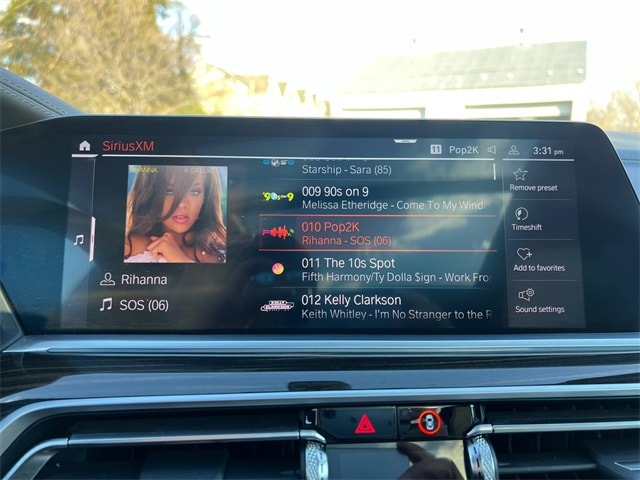 SiriusXM
11 Pop2K 3:31 pm
Starship - Sara (85)
009 90s on 9
Melissa Etheridge - Come To My Wind
010 Pop2K
Rihanna - SOS (06)
011 The 10s Spot
Fifth Harmony/Ty Dolla $ign - Work Fro
012 Kelly Clarkson
Keith Whitley - I'm No Stranger to the R
RIHANNA
Rihanna
SOS (06)
Remove preset
Timeshift
Add to favorites
Sound settings